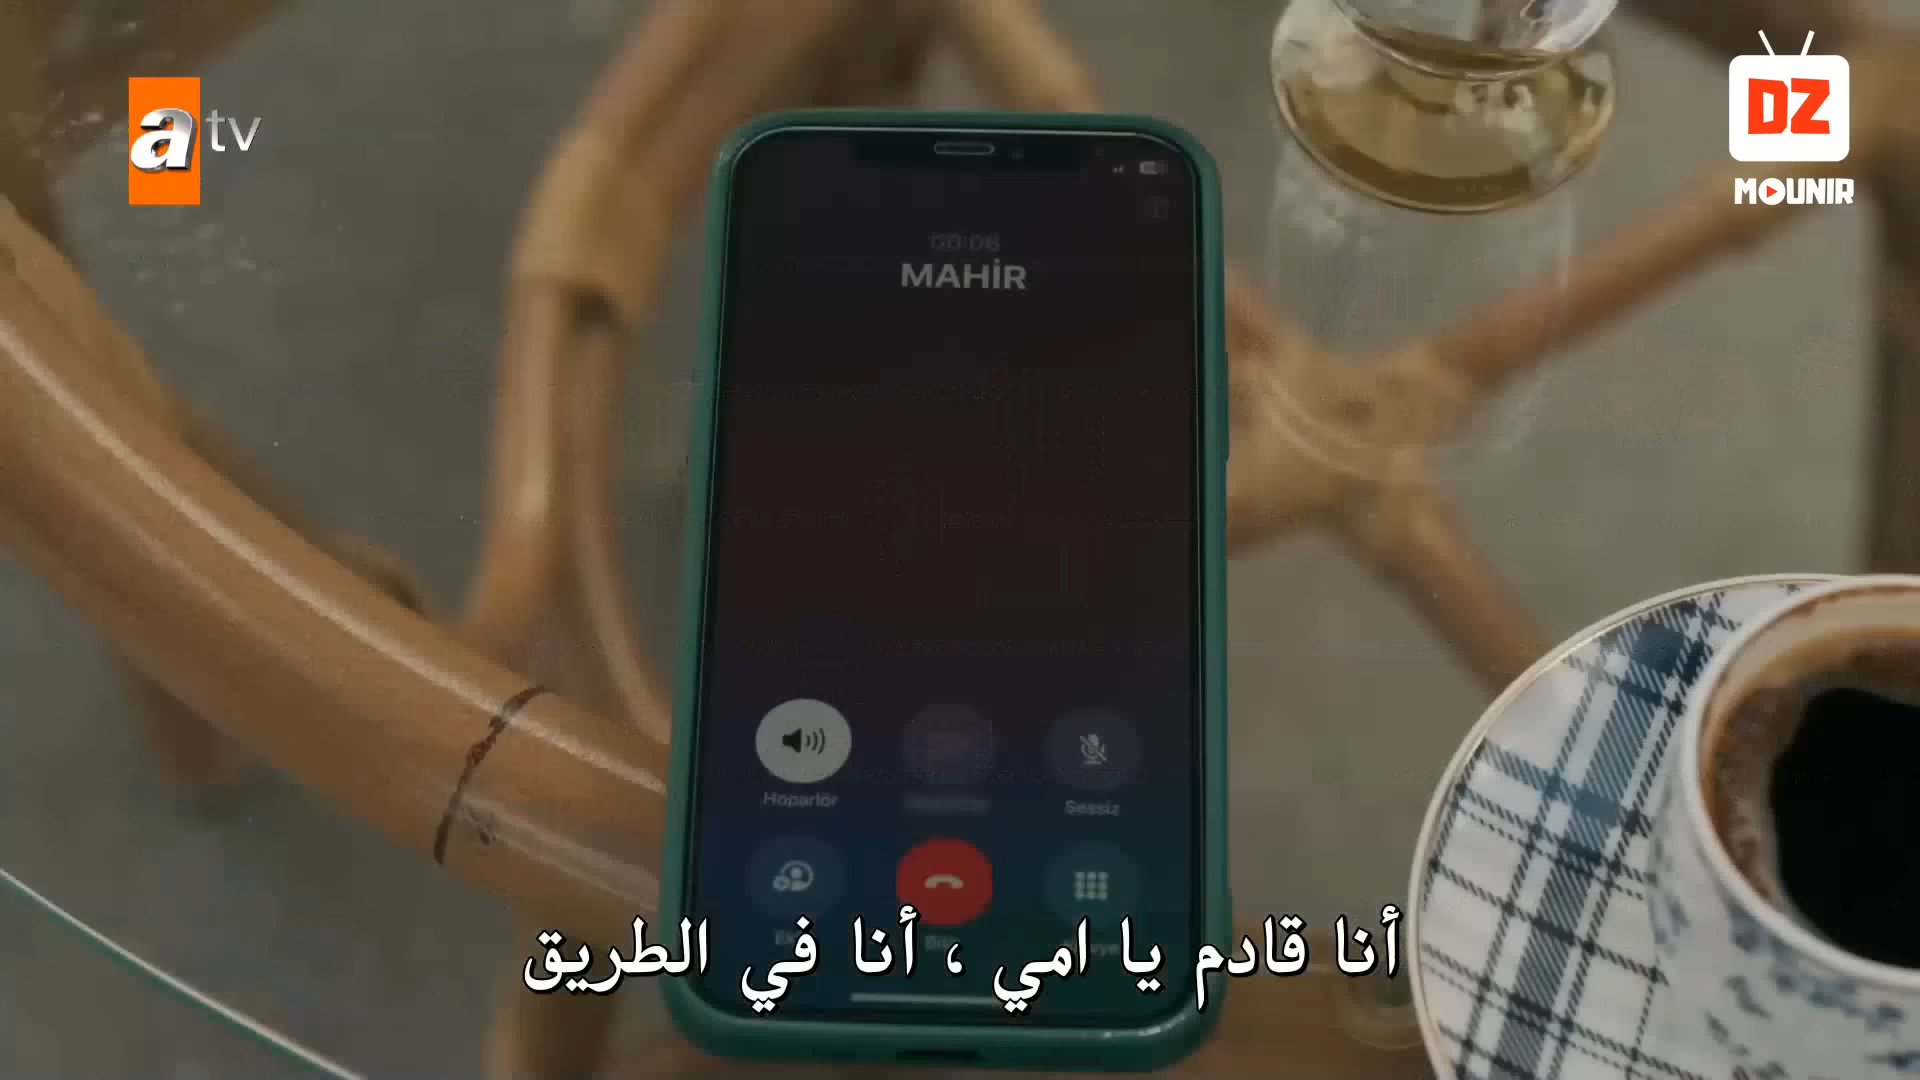 atv
DZ
MOUNIR
00:06
MAHİR
Hoparlör
Sessiz
أنا قادم يا امي ، أنا في الطريق